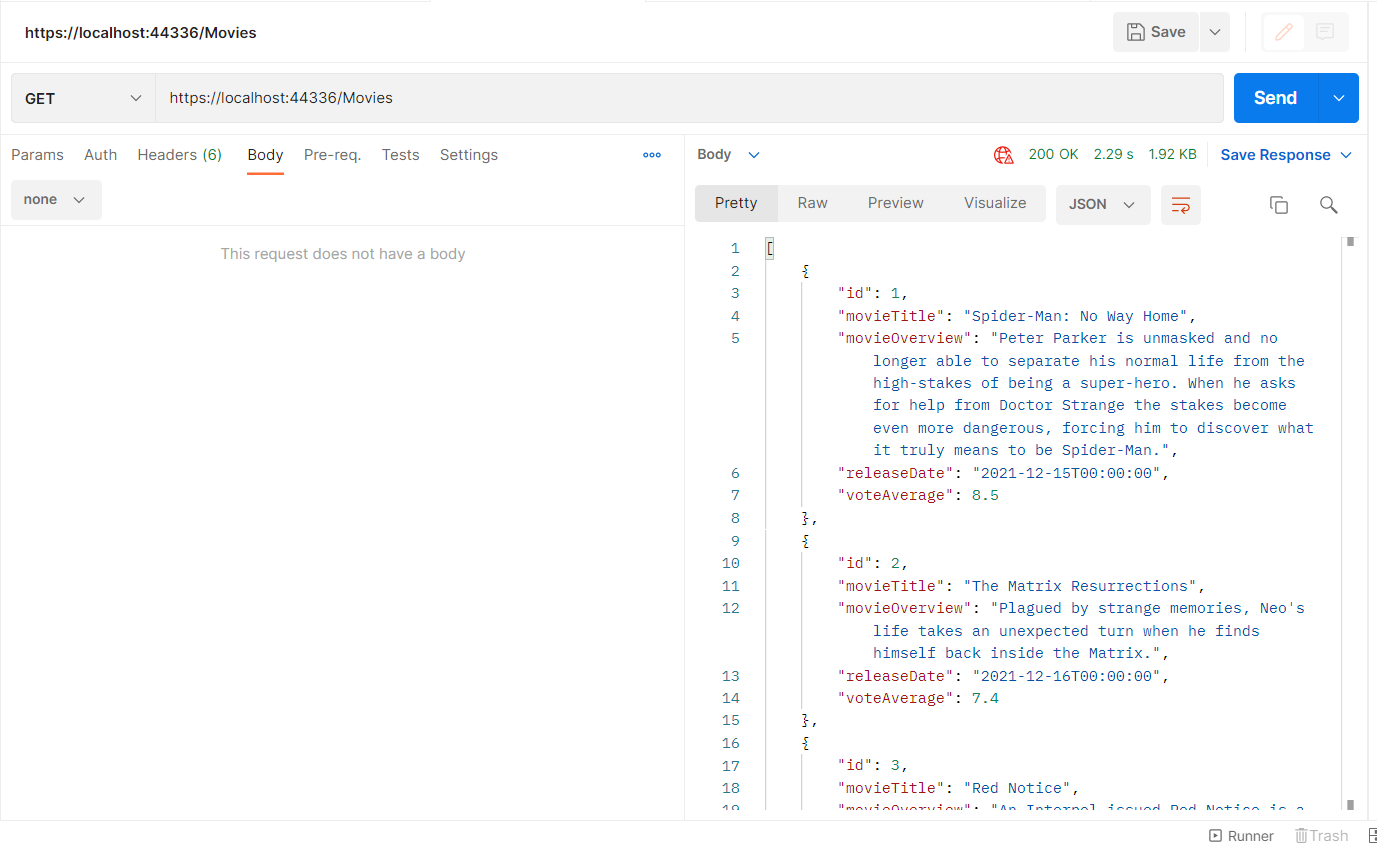 https://localhost:44336/Movies
Save
GET
https://localhost:44336/Movies
Send
Params Auth Headers (6) Body Pre-req. Tests Settings
Body 200 OK 2.29 s 1.92 KB Save Response
none
Pretty Raw Preview Visualize JSON
This request does not have a body
1 [
2 {
3 "id": 1,
4 "movieTitle": "Spider-Man: No Way Home",
5 "movieOverview": "Peter Parker is unmasked and no
longer able to separate his normal life from the
high-stakes of being a super-hero. When he asks
for help from Doctor Strange the stakes become
even more dangerous, forcing him to discover what
it truly means to be Spider-Man.",
6 "releaseDate": "2021-12-15T00:00:00",
7 "voteAverage": 8.5
8 },
9 {
10 "id": 2,
11 "movieTitle": "The Matrix Resurrections",
12 "movieOverview": "Plagued by strange memories, Neo's
life takes an unexpected turn when he finds
himself back inside the Matrix.",
13 "releaseDate": "2021-12-16T00:00:00",
14 "voteAverage": 7.4
15 },
16 {
17 "id": 3,
18 "movieTitle": "Red Notice",
19 "movieOverview": "An Interpol issued Red Notice is a
Runner Trash